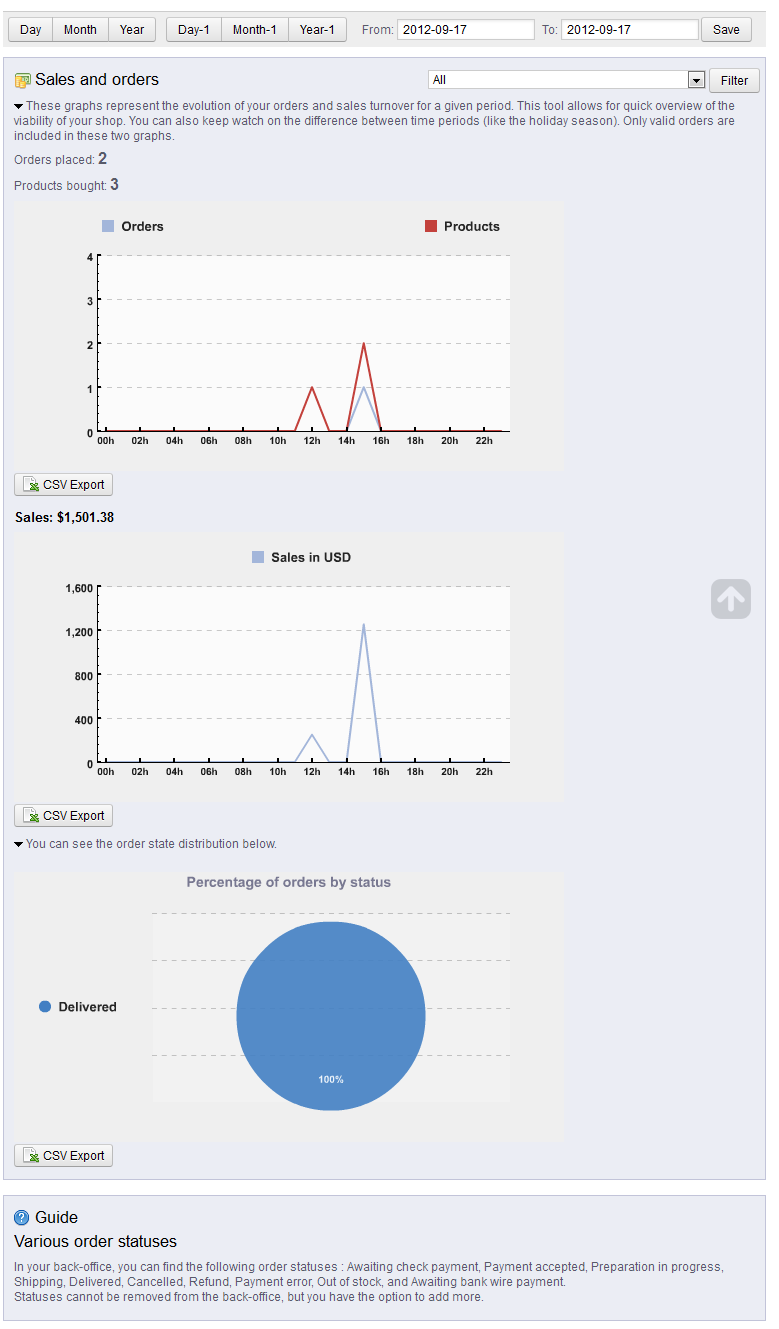 Day Month Year Day-1 Month-1 Year-1 From: 2012-09-17 To: 2012-09-17 Save
Sales and orders All Filter
These graphs represent the evolution of your orders and sales turnover for a given period. This tool allows for quick overview of the
viability of your shop. You can also keep watch on the difference between time periods (like the holiday season). Only valid orders are
included in these two graphs.
Orders placed: 2
Products bought: 3
Orders Products
4
3
2
1
0
00h 02h 04h 06h 08h 10h 12h 14h 16h 18h 20h 22h
CSV Export
Sales: $1,501.38
Sales in USD
1,600
1,200
800
400
0
00h 02h 04h 06h 08h 10h 12h 14h 16h 18h 20h 22h
CSV Export
You can see the order state distribution below.
Percentage of orders by status
Delivered
100%
CSV Export
Guide
Various order statuses
In your back-office, you can find the following order statuses : Awaiting check payment, Payment accepted, Preparation in progress,
Shipping, Delivered, Cancelled, Refund, Payment error, Out of stock, and Awaiting bank wire payment.
Statuses cannot be removed from the back-office, but you have the option to add more.